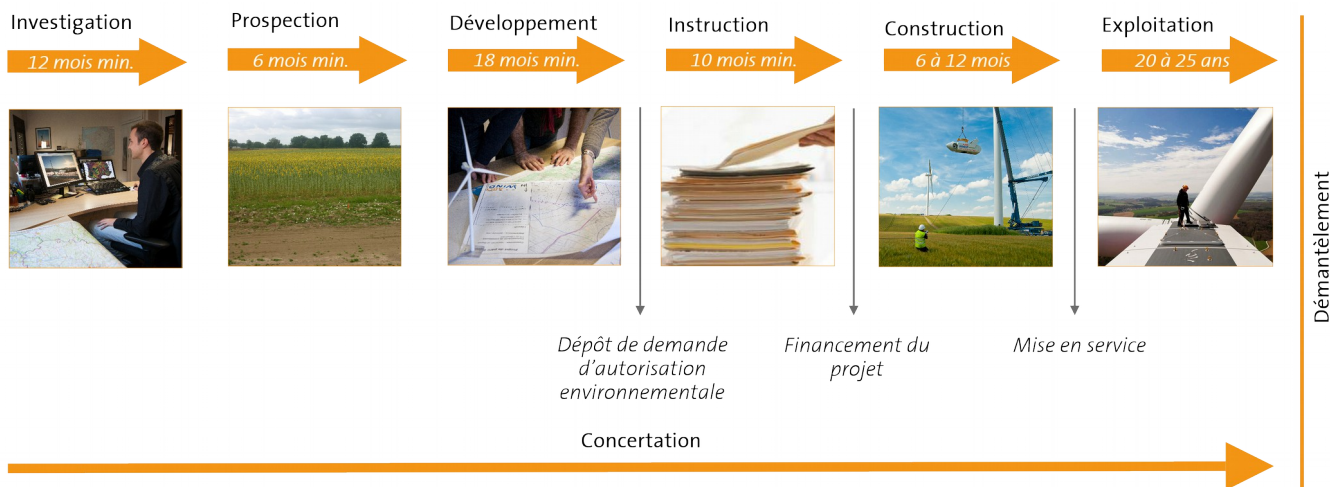 Investigation
12 mois min.
Prospection
6 mois min.
Développement
18 mois min.
Instruction
10 mois min.
Construction
6 à 12 mois
Exploitation
20 à 25 ans
Démantèlement
Dépôt de demande
d’autorisation
environnementale
Financement du
projet
Mise en service
Concertation